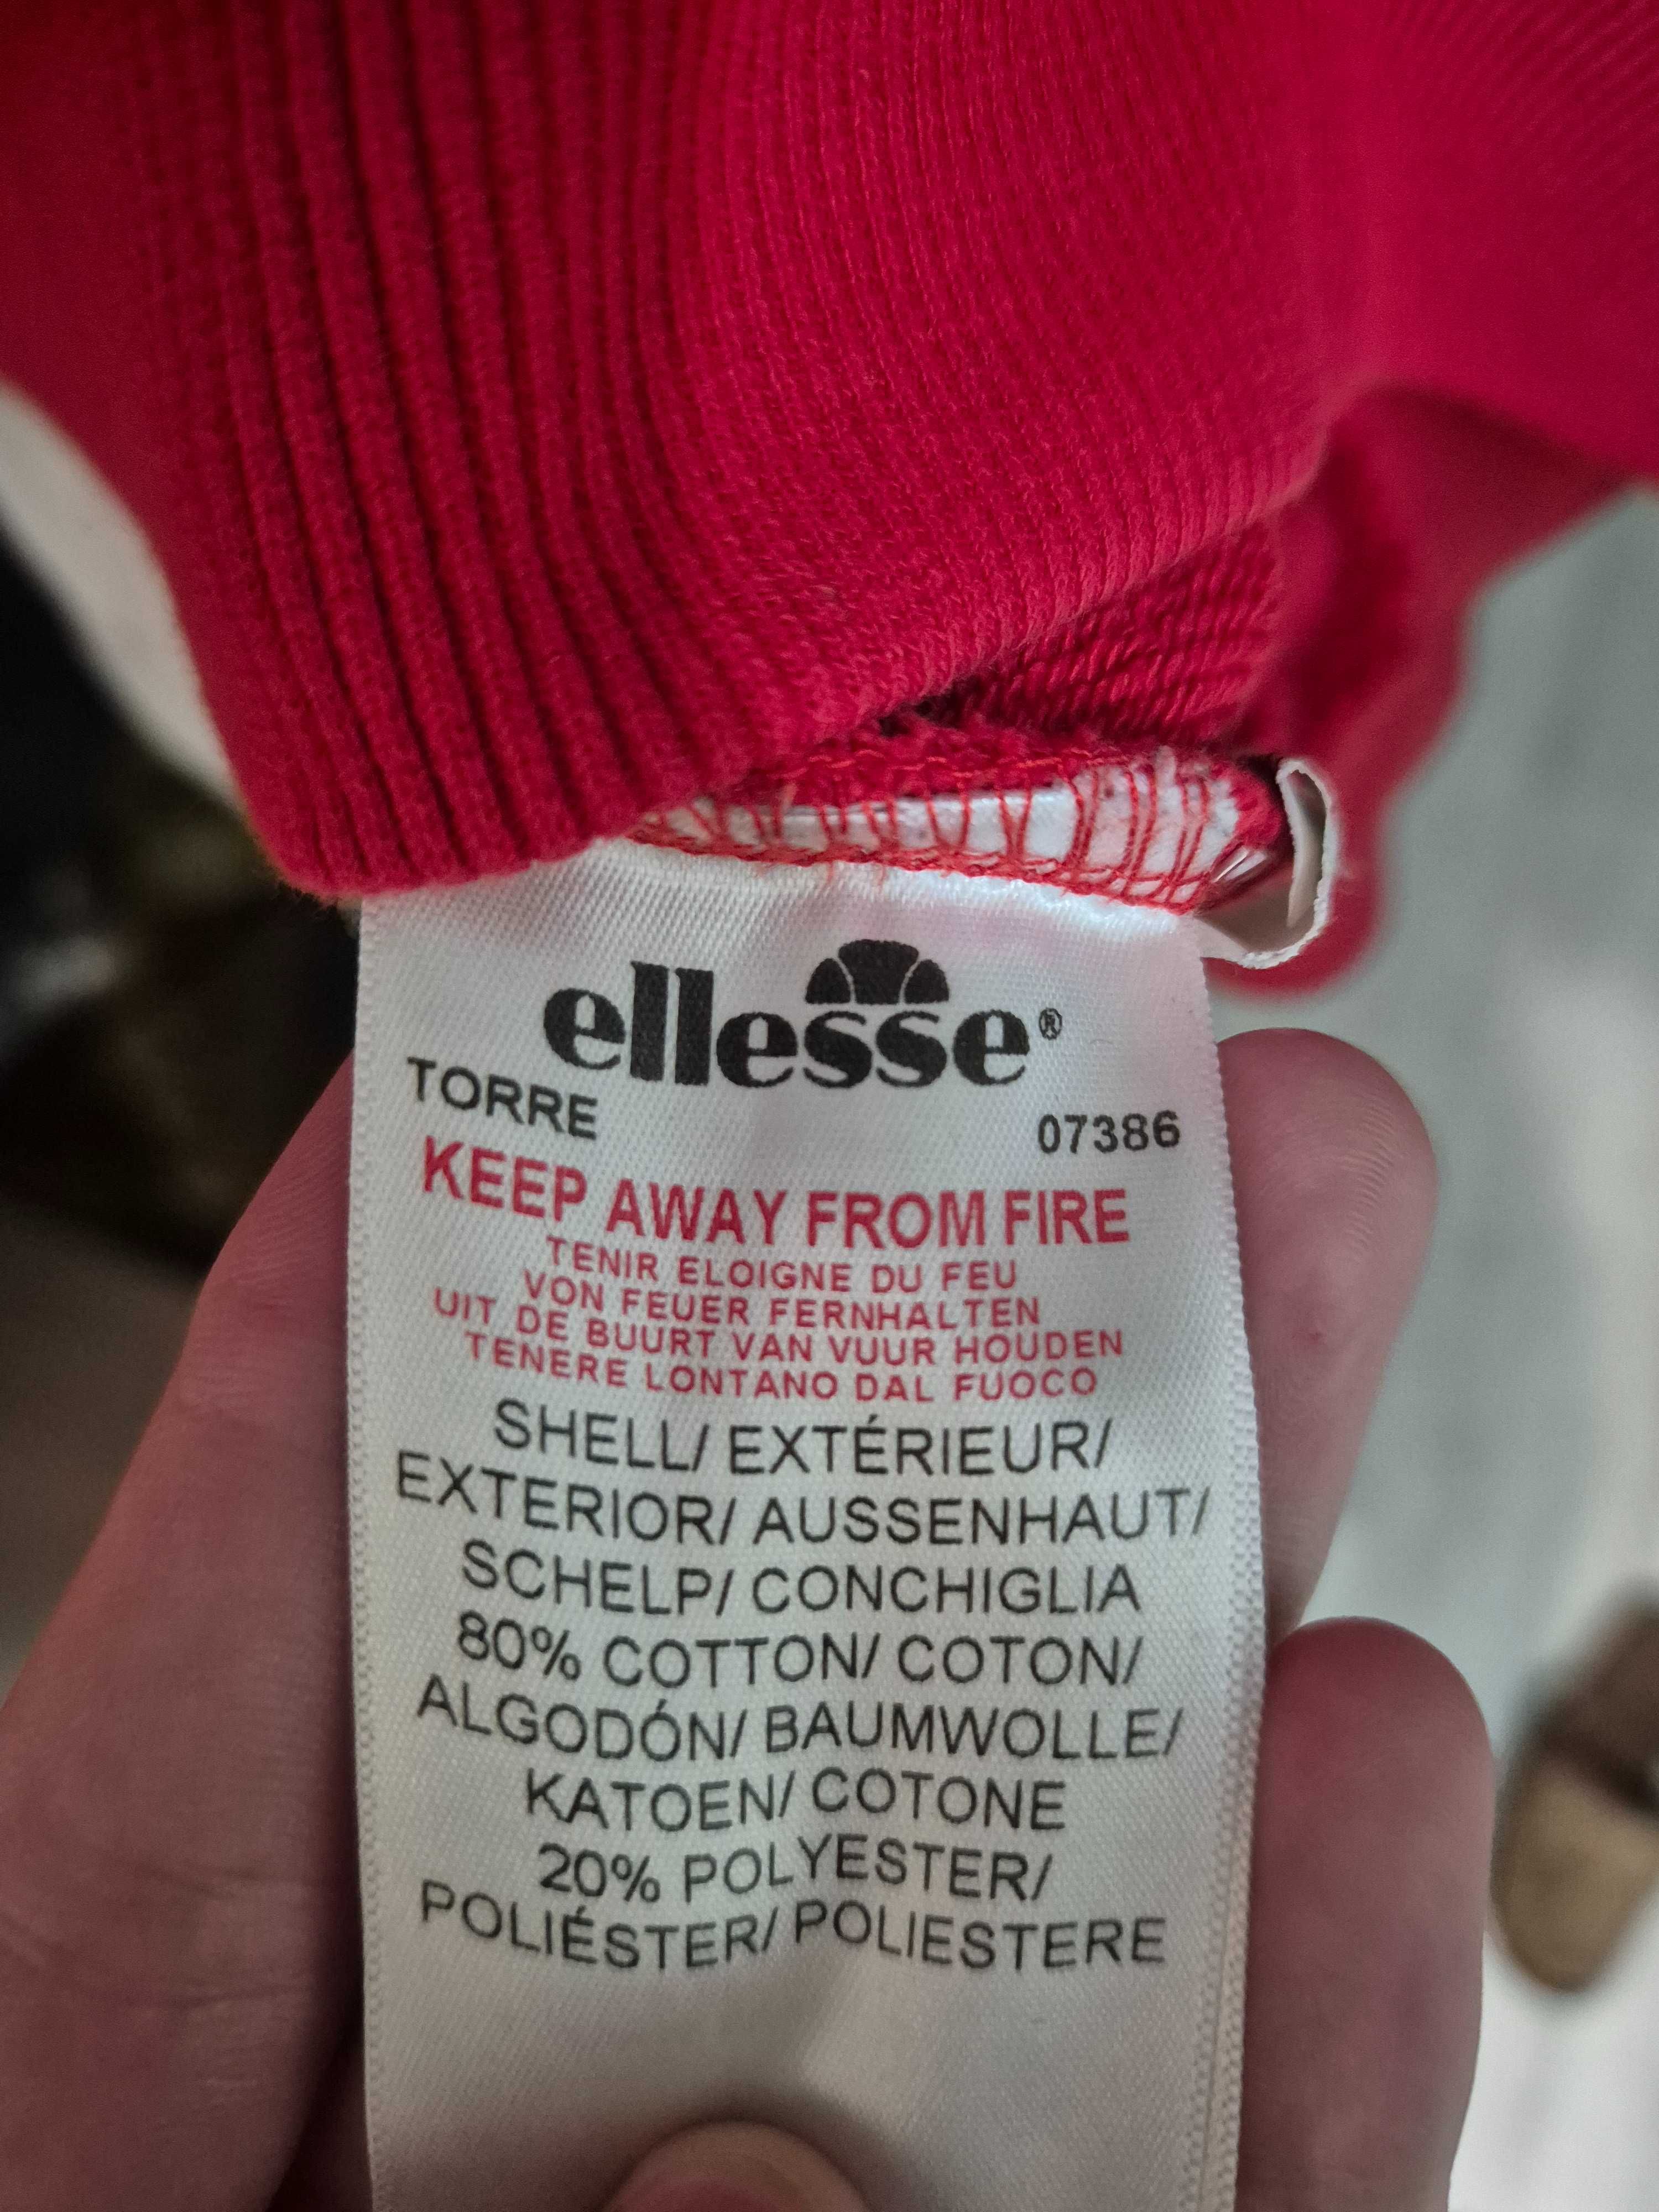 ellesse®
TORRE 07386
KEEP AWAY FROM FIRE
TENIR ELOIGNE DU FEU
VON FEUER FERNHALTEN
UIT DE BUURT VAN VUUR HOUDEN
TENERE LONTANO DAL FUOCO
SHELL/ EXTÉRIEUR/
EXTERIOR/ AUSSENHAUT/
SCHELP/ CONCHIGLIA
80% COTTON/ COTON/
ALGODÓN/ BAUMWOLLE/
KATOEN/ COTONE
20% POLYESTER/
POLIÉSTER/ POLIESTERE